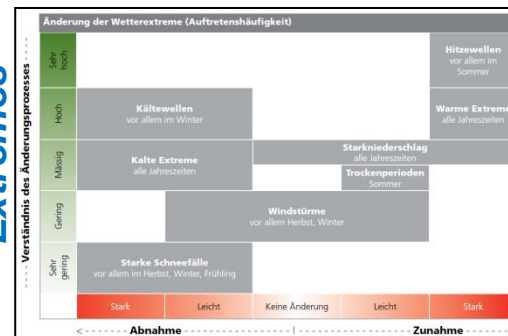 Extremes
Änderung der Wetterextreme (Auftretenshäufigkeit)
Verständnis des Änderungsprozesses
Sehr
hoch
Hitzewellen
vor allem im
Sommer
Hoch
Kältewellen
vor allem im Winter
Warme Extreme
alle Jahreszeiten
Mässig
Kalte Extreme
alle Jahreszeiten
Starkniederschlag
alle Jahreszeiten
Trockenperioden
Sommer
Gering
Windstürme
vor allem Herbst, Winter
Sehr
gering
Starke Schneefälle
vor allem im Herbst, Winter, Frühling
Stark
Leicht
Keine Änderung
Leicht
Stark
Abnahme
Zunahme